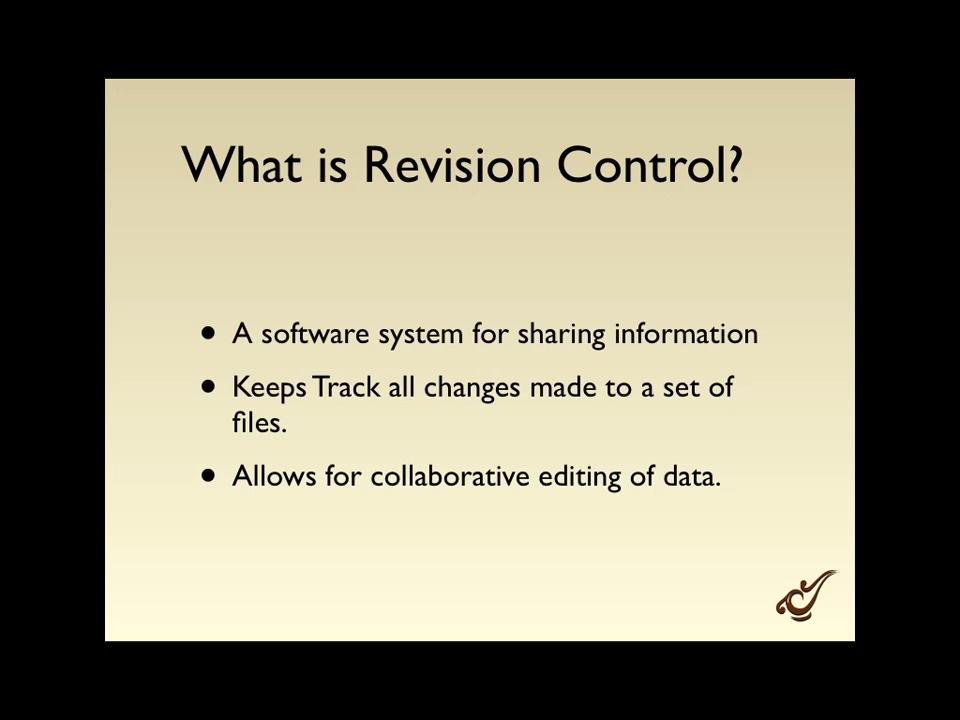 What is Revision Control?
• A software system for sharing information
• Keeps Track all changes made to a set of
files.
• Allows for collaborative editing of data.